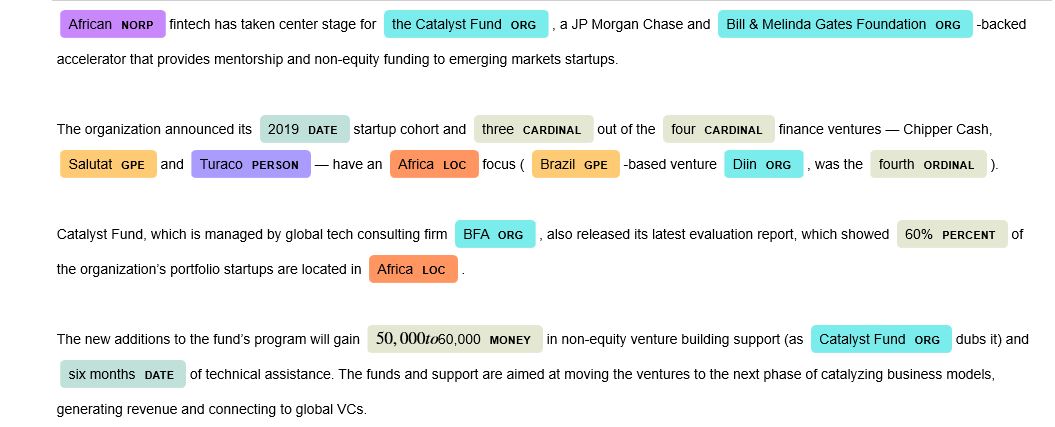 African NORP fintech has taken center stage for the Catalyst Fund ORG , a JP Morgan Chase and Bill & Melinda Gates Foundation ORG -backed
accelerator that provides mentorship and non-equity funding to emerging markets startups.
The organization announced its 2019 DATE startup cohort and three CARDINAL out of the four CARDINAL finance ventures — Chipper Cash,
Salutat GPE and Turaco PERSON — have an Africa LOC focus ( Brazil GPE -based venture Diin ORG , was the fourth ORDINAL ).
Catalyst Fund, which is managed by global tech consulting firm BFA ORG , also released its latest evaluation report, which showed 60% PERCENT of
the organization’s portfolio startups are located in Africa LOC .
The new additions to the fund’s program will gain 50,000to60,000 MONEY in non-equity venture building support (as Catalyst Fund ORG dubs it) and
six months DATE of technical assistance. The funds and support are aimed at moving the ventures to the next phase of catalyzing business models,
generating revenue and connecting to global VCs.